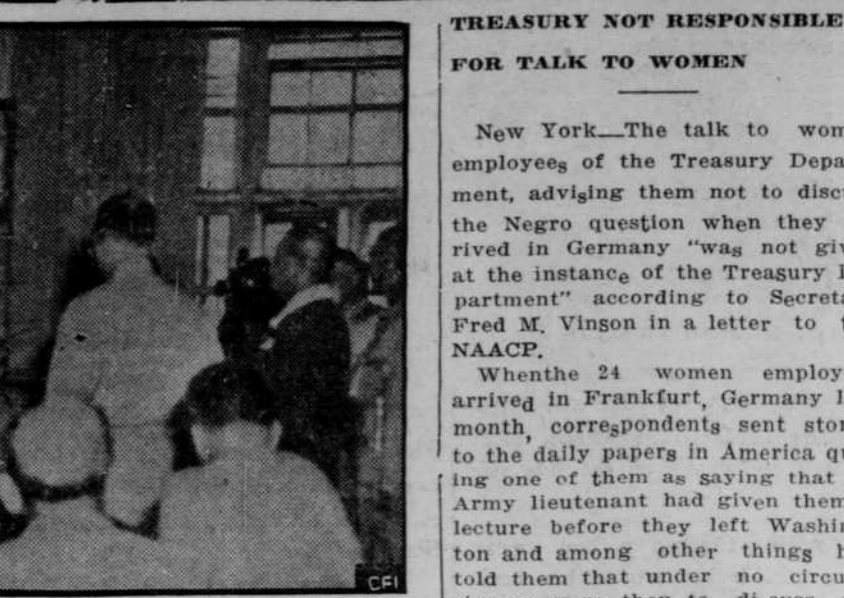 TREASURY NOT RESPONSIBLE
FOR TALK TO WOMEN
New York—The talk to wom
employees of the Treasury Depa
ment, advising them not to disc
the Negro question when they
rived in Germany "was not giv
at the instance of the Treasury
partment" according to Secreta
Fred M. Vinson in a letter to
NAACP.
Whenthe 24 women employ
arrived in Frankfurt, Germany l
month, correspondents sent stor
to the daily papers in America qu
ing one of them as saying that
Army lieutenant had given them
lecture before they left Washin
ton and among other things h
told them that under no circu
CFI